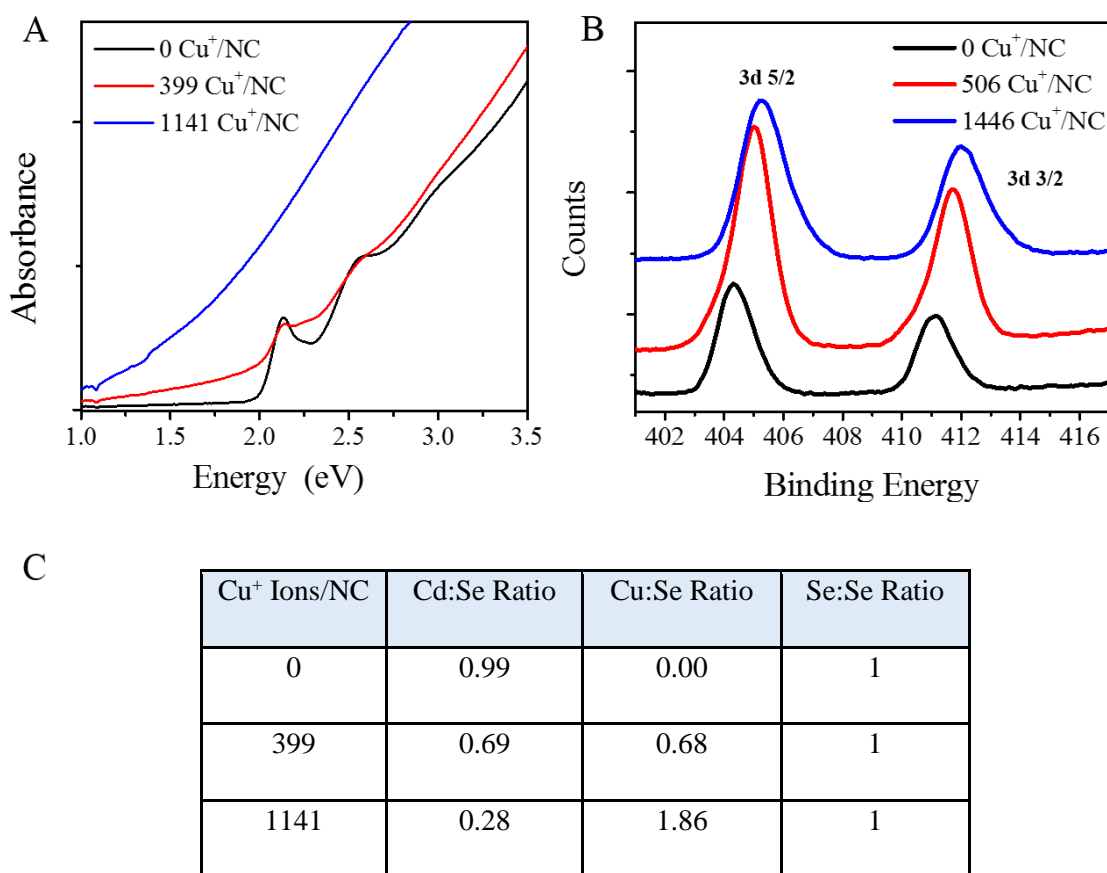 A
0 Cu⁺/NC
399 Cu⁺/NC
1141 Cu⁺/NC
Absorbance
1.0 1.5 2.0 2.5 3.0 3.5
Energy (eV)
B
0 Cu⁺/NC
506 Cu⁺/NC
1446 Cu⁺/NC
3d 5/2
3d 3/2
Counts
402 404 406 408 410 412 414 416
Binding Energy
C
Cu⁺ Ions/NC Cd:Se Ratio Cu:Se Ratio Se:Se Ratio
0 0.99 0.00 1
399 0.69 0.68 1
1141 0.28 1.86 1